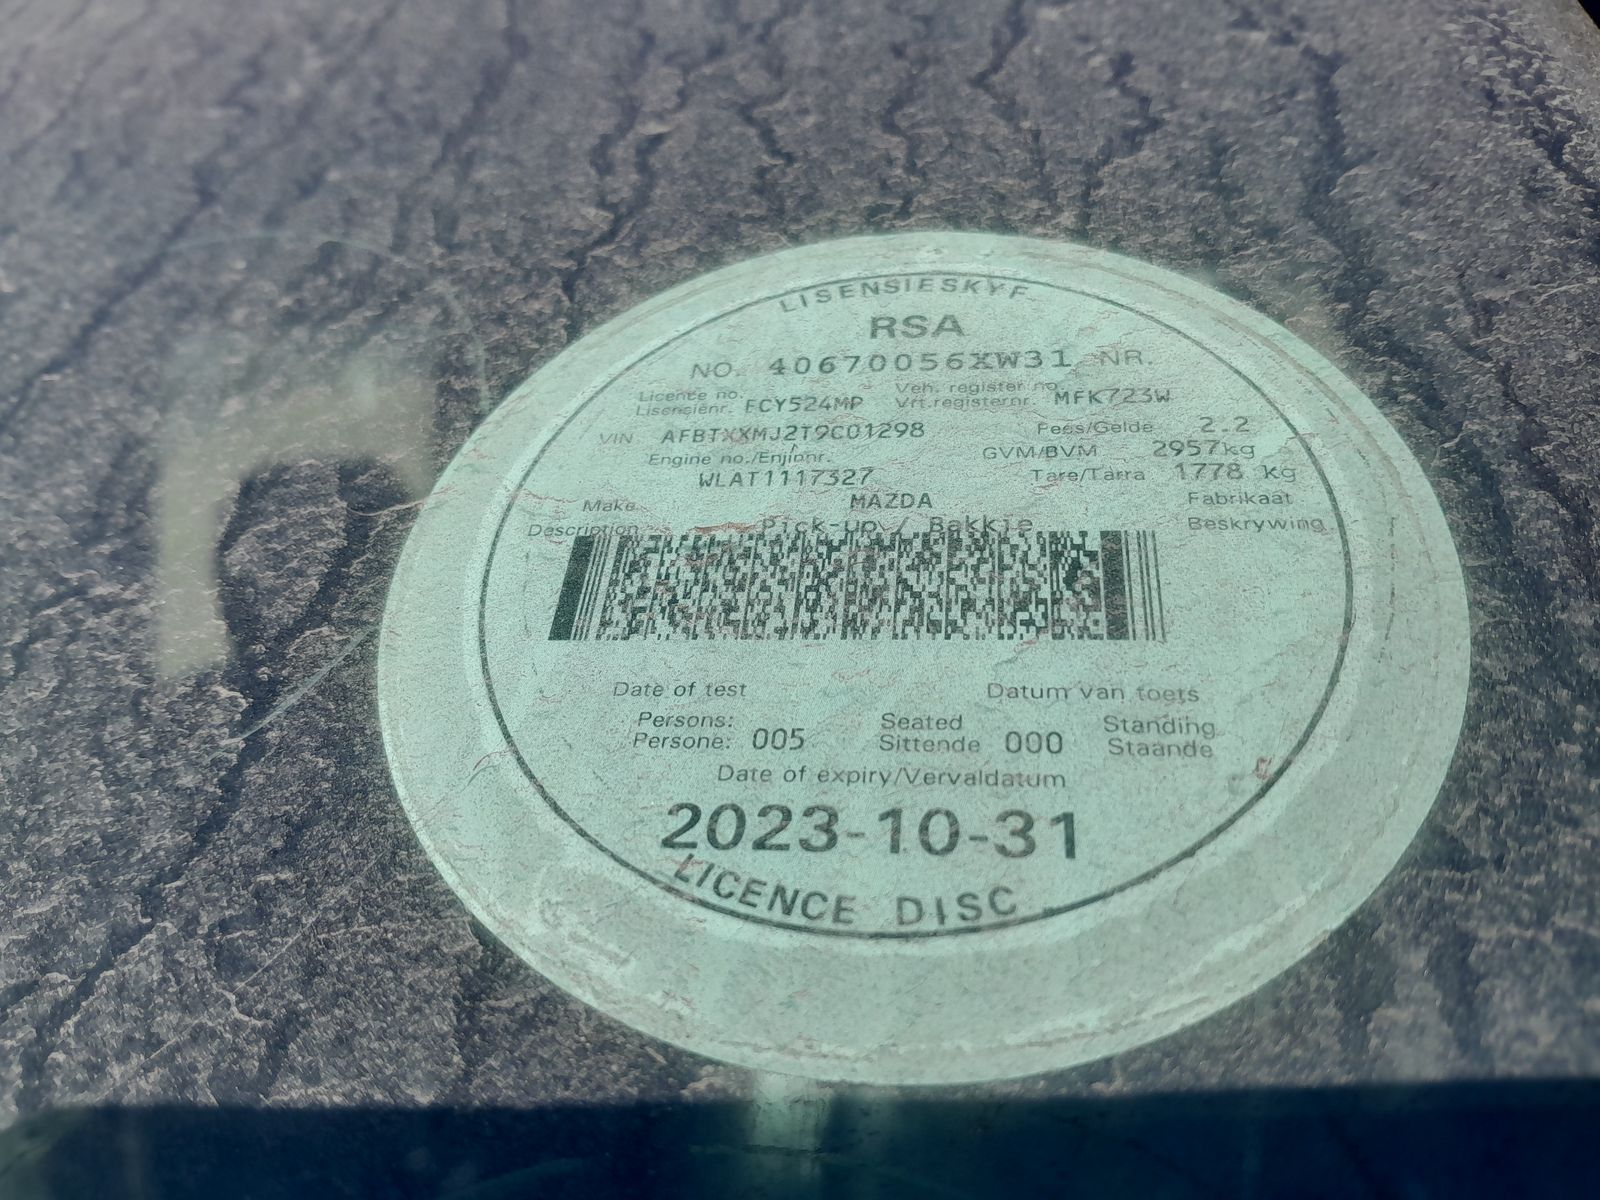 LISENSIESKYF
RSA
NO. 40670056XW31 NR.
Licence no. Veh. register no.
Lisensienr. FCY524MP Vrt.registernr. MFK723W
VIN AFBTXXMJ2T9C01298 Fees/Gelde 2.2
Engine no./Enjinnr. GVM/BVM 2957kg
WLAT1117327 Tare/Tarra 1778 Kg
Make MAZDA Fabrikaat
Description Pick-up / Bakkie Beskrywing
Date of test Datum van toets
Persons: Seated Standing
Persone: 005 Sittende 000 Staande
Date of expiry/Vervaldatum
2023-10-31
LICENCE DISC